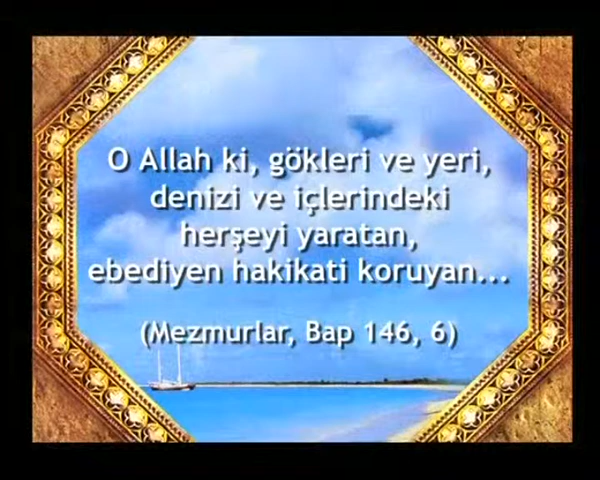 O Allah ki, gökleri ve yeri,
denizi ve içlerindeki
herşeyi yaratan,
ebediyen hakikati koruyan...
(Mezmurlar, Bap 146, 6)